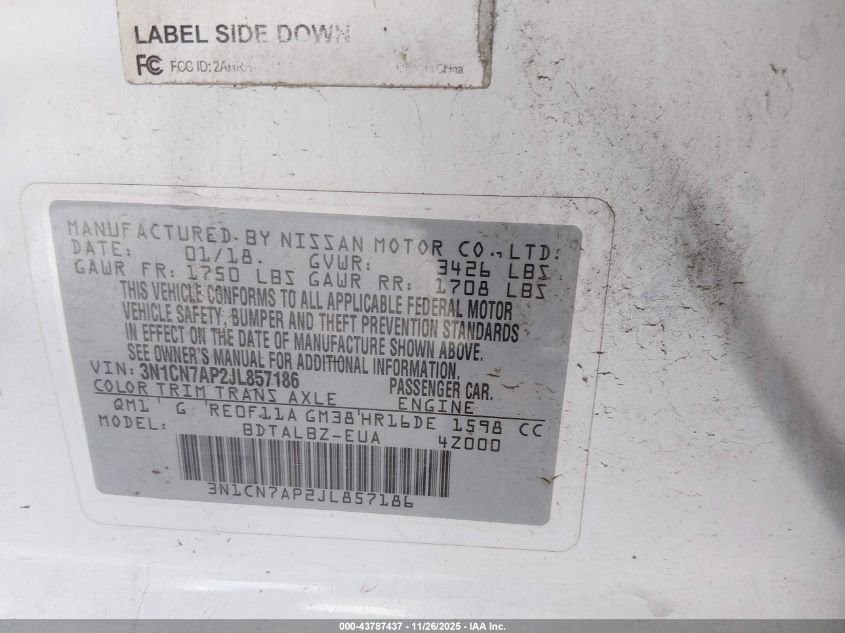 LABEL SIDE DOWN
FC FCC ID: China
MANUFACTURED BY NISSAN MOTOR CO., LTD:
DATE: 01/18. GVWR: 3426 LBS
GAWR FR: 1750 LBS GAWR RR: 1708 LBS
THIS VEHICLE CONFORMS TO ALL APPLICABLE FEDERAL MOTOR
VEHICLE SAFETY, BUMPER AND THEFT PREVENTION STANDARDS
IN EFFECT ON THE DATE OF MANUFACTURE SHOWN ABOVE.
SEE OWNER'S MANUAL FOR ADDITIONAL INFORMATION.
VIN: 3N1CN7AP2JL857186 PASSENGER CAR.
COLOR TRIM TRANS AXLE ENGINE
QM1 G RE0F11A GM38 HR16DE 1598 CC
MODEL: BDTALBZ-EUA 4Z000
3N1CN7AP2JL857186
000-43787437 - 11/26/2025 - IAA Inc.